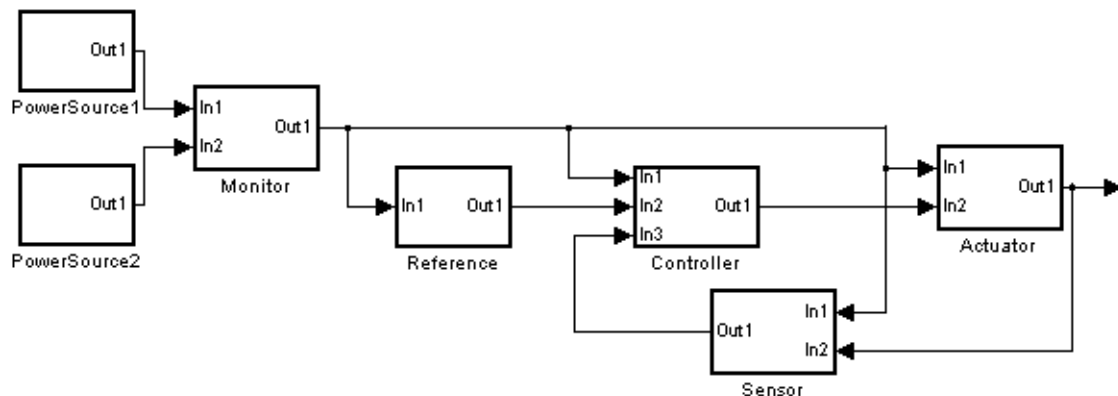 Out1
PowerSource1
Out1
PowerSource2
In1
In2
Out1
Monitor
In1
Out1
Reference
In1
In2
In3
Out1
Controller
In1
In2
Out1
Actuator
In1
In2
Out1
Sensor